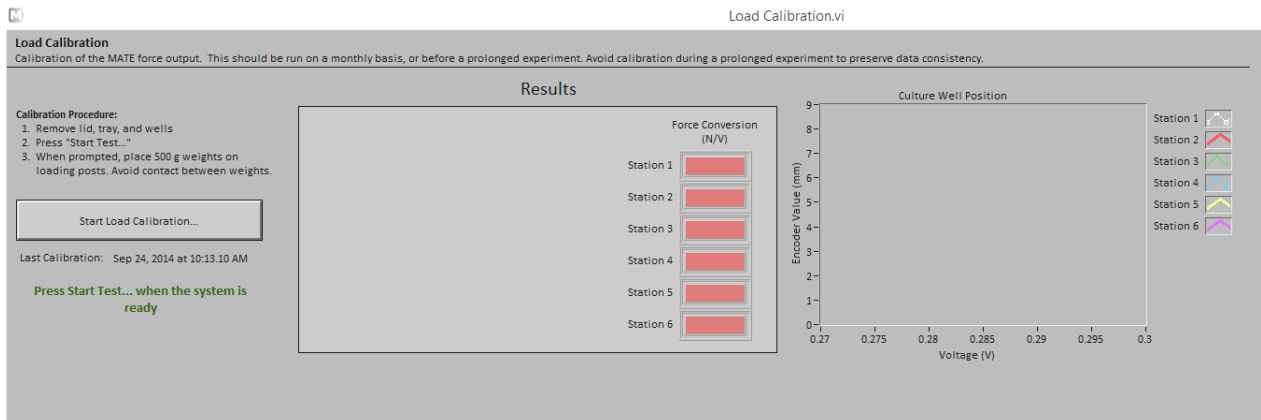 Load Calibration.vi
Load Calibration
Calibration of the MATE force output. This should be run on a monthly basis, or before a prolonged experiment. Avoid calibration during a prolonged experiment to preserve data consistency.
Calibration Procedure:
1. Remove lid, tray, and wells
2. Press "Start Test..."
3. When prompted, place 500 g weights on
loading posts. Avoid contact between weights.
Start Load Calibration...
Last Calibration: Sep 24, 2014 at 10:13.10 AM
Press Start Test... when the system is
ready
Results
Force Conversion
(N/V)
Station 1
Station 2
Station 3
Station 4
Station 5
Station 6
Culture Well Position
Encoder Value (mm)
9
8
7
6
5
4
3
2
1
0
0.27 0.275 0.28 0.285 0.29 0.295 0.3
Voltage (V)
Station 1
Station 2
Station 3
Station 4
Station 5
Station 6